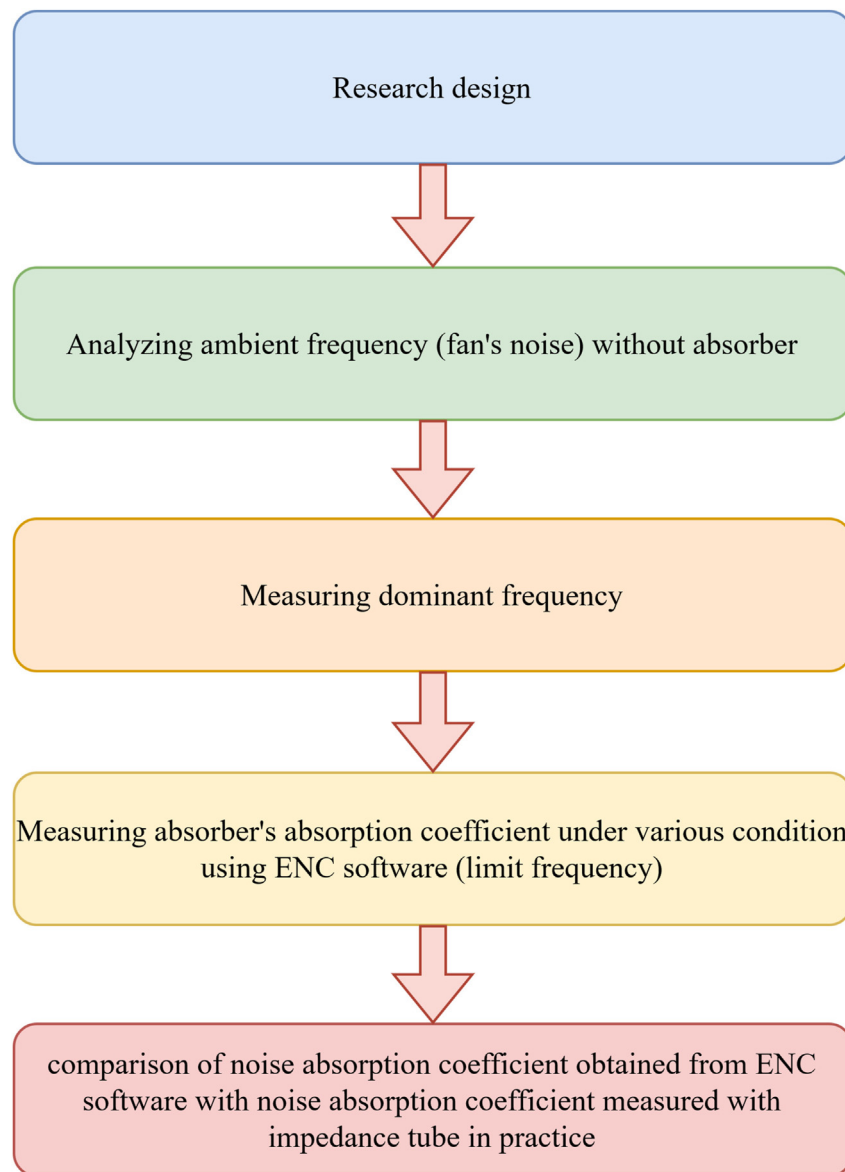 Research design
Analyzing ambient frequency (fan's noise) without absorber
Measuring dominant frequency
Measuring absorber's absorption coefficient under various condition
using ENC software (limit frequency)
comparison of noise absorption coefficient obtained from ENC
software with noise absorption coefficient measured with
impedance tube in practice